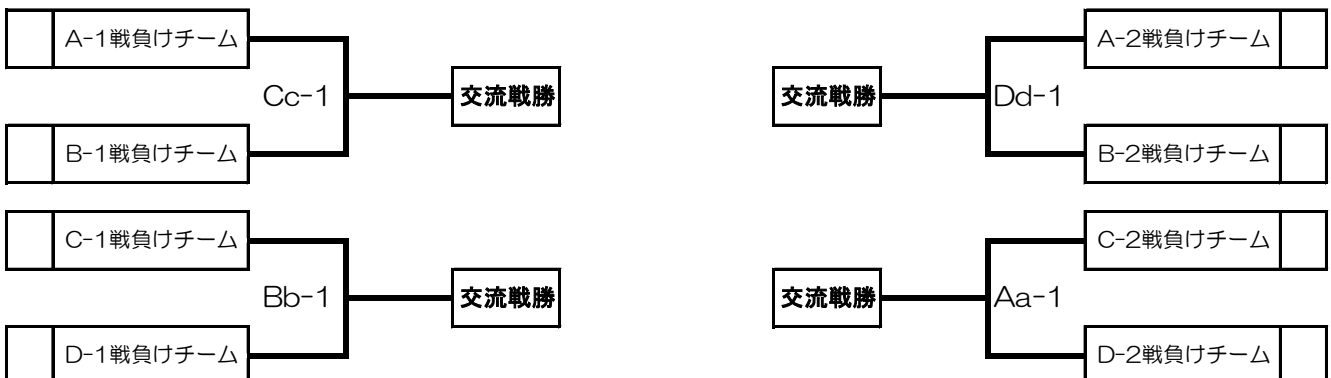 A-1戦負けチーム
Cc-1
交流戦勝
B-1戦負けチーム
C-1戦負けチーム
Bb-1
交流戦勝
D-1戦負けチーム
A-2戦負けチーム
交流戦勝
Dd-1
B-2戦負けチーム
C-2戦負けチーム
交流戦勝
Aa-1
D-2戦負けチーム